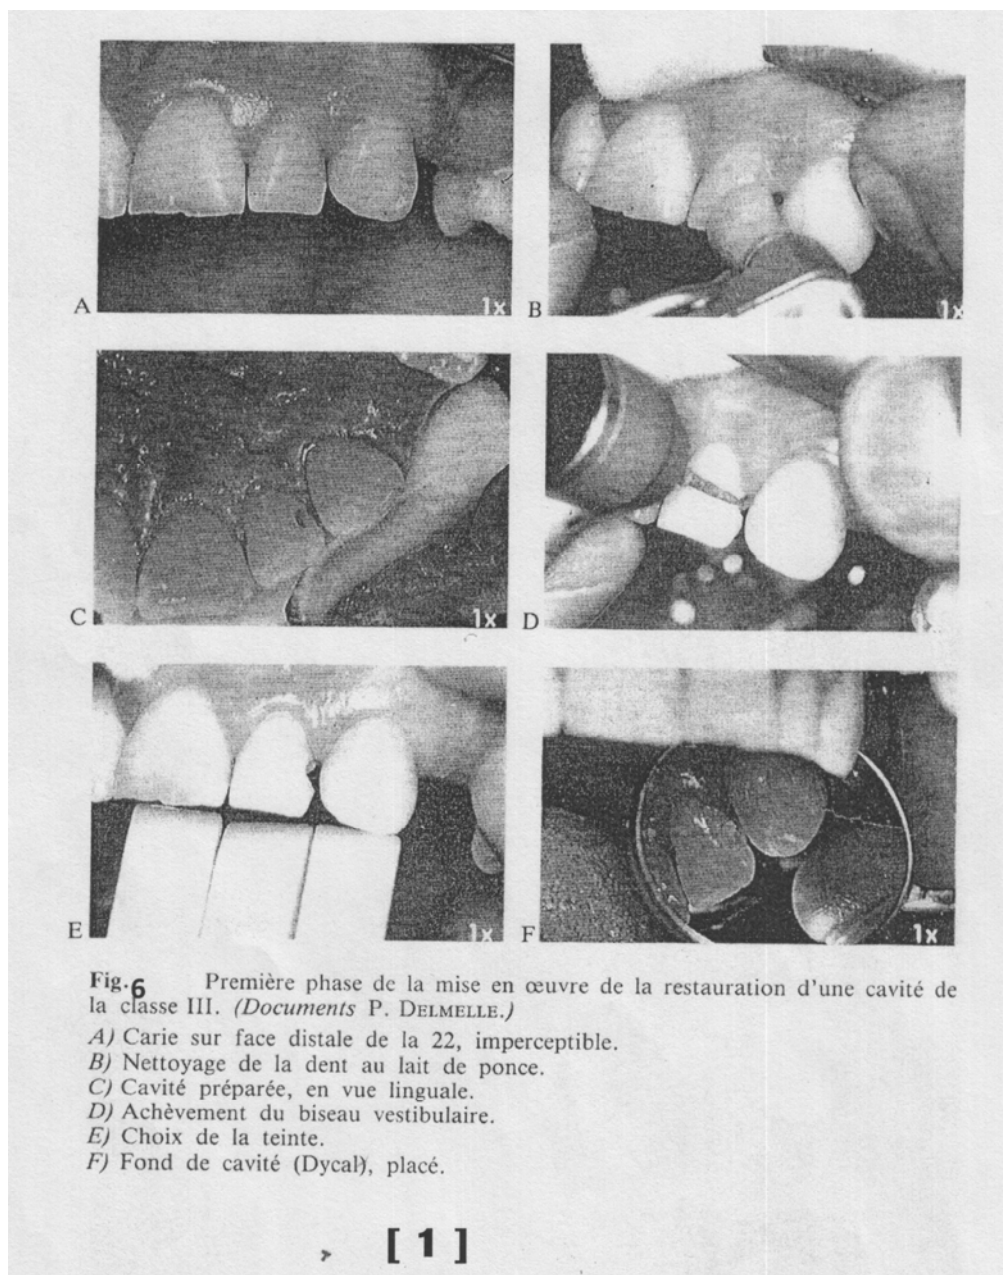 A 1x B 1x
C 1x D 1x
E 1x F 1x
Fig.6 Première phase de la mise en œuvre de la restauration d'une cavité de
la classe III. (Documents P. DELMELLE.)
A) Carie sur face distale de la 22, imperceptible.
B) Nettoyage de la dent au lait de ponce.
C) Cavité préparée, en vue linguale.
D) Achèvement du biseau vestibulaire.
E) Choix de la teinte.
F) Fond de cavité (Dycal), placé.
[ 1 ]